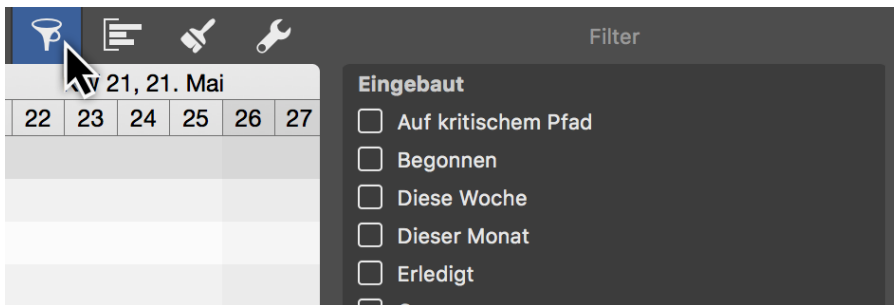 Filter
21, 21. Mai
22 23 24 25 26 27
Eingebaut
Auf kritischem Pfad
Begonnen
Diese Woche
Dieser Monat
Erledigt